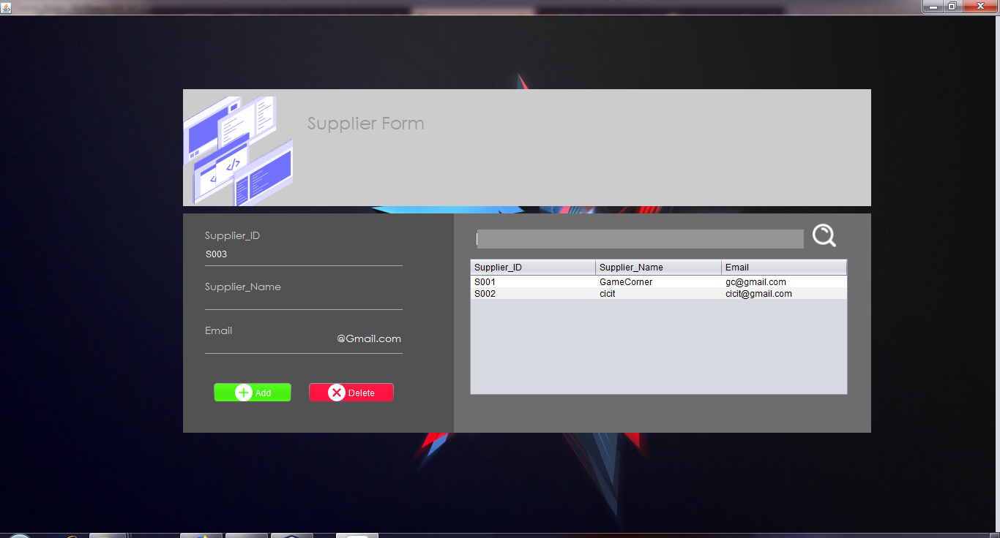 Supplier Form
Supplier_ID
S003
Supplier_Name
Email
@Gmail.com
Add Delete
Supplier_ID Supplier_Name Email
S001 GameCorner gc@gmail.com
S002 cicit cicit@gmail.com